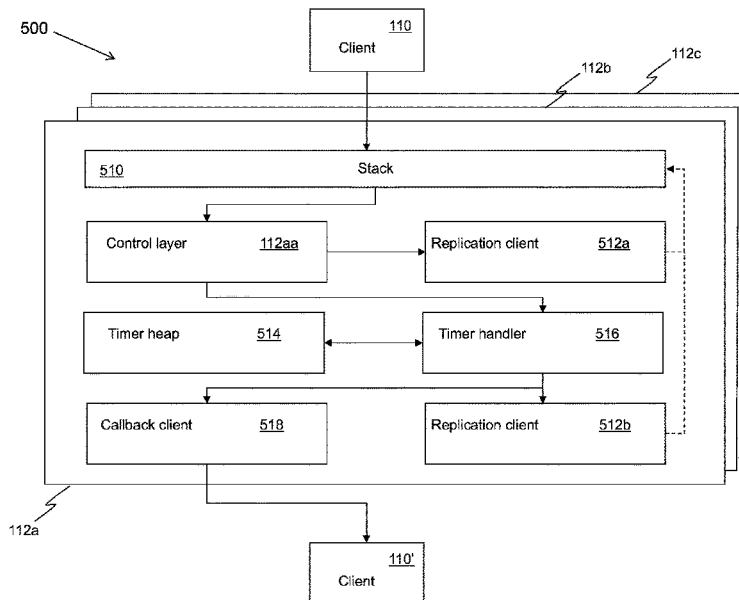 500
110
Client
112b
112c
510 Stack
Control layer 112aa
Replication client 512a
Timer heap 514
Timer handler 516
Callback client 518
Replication client 512b
112a
110'
Client